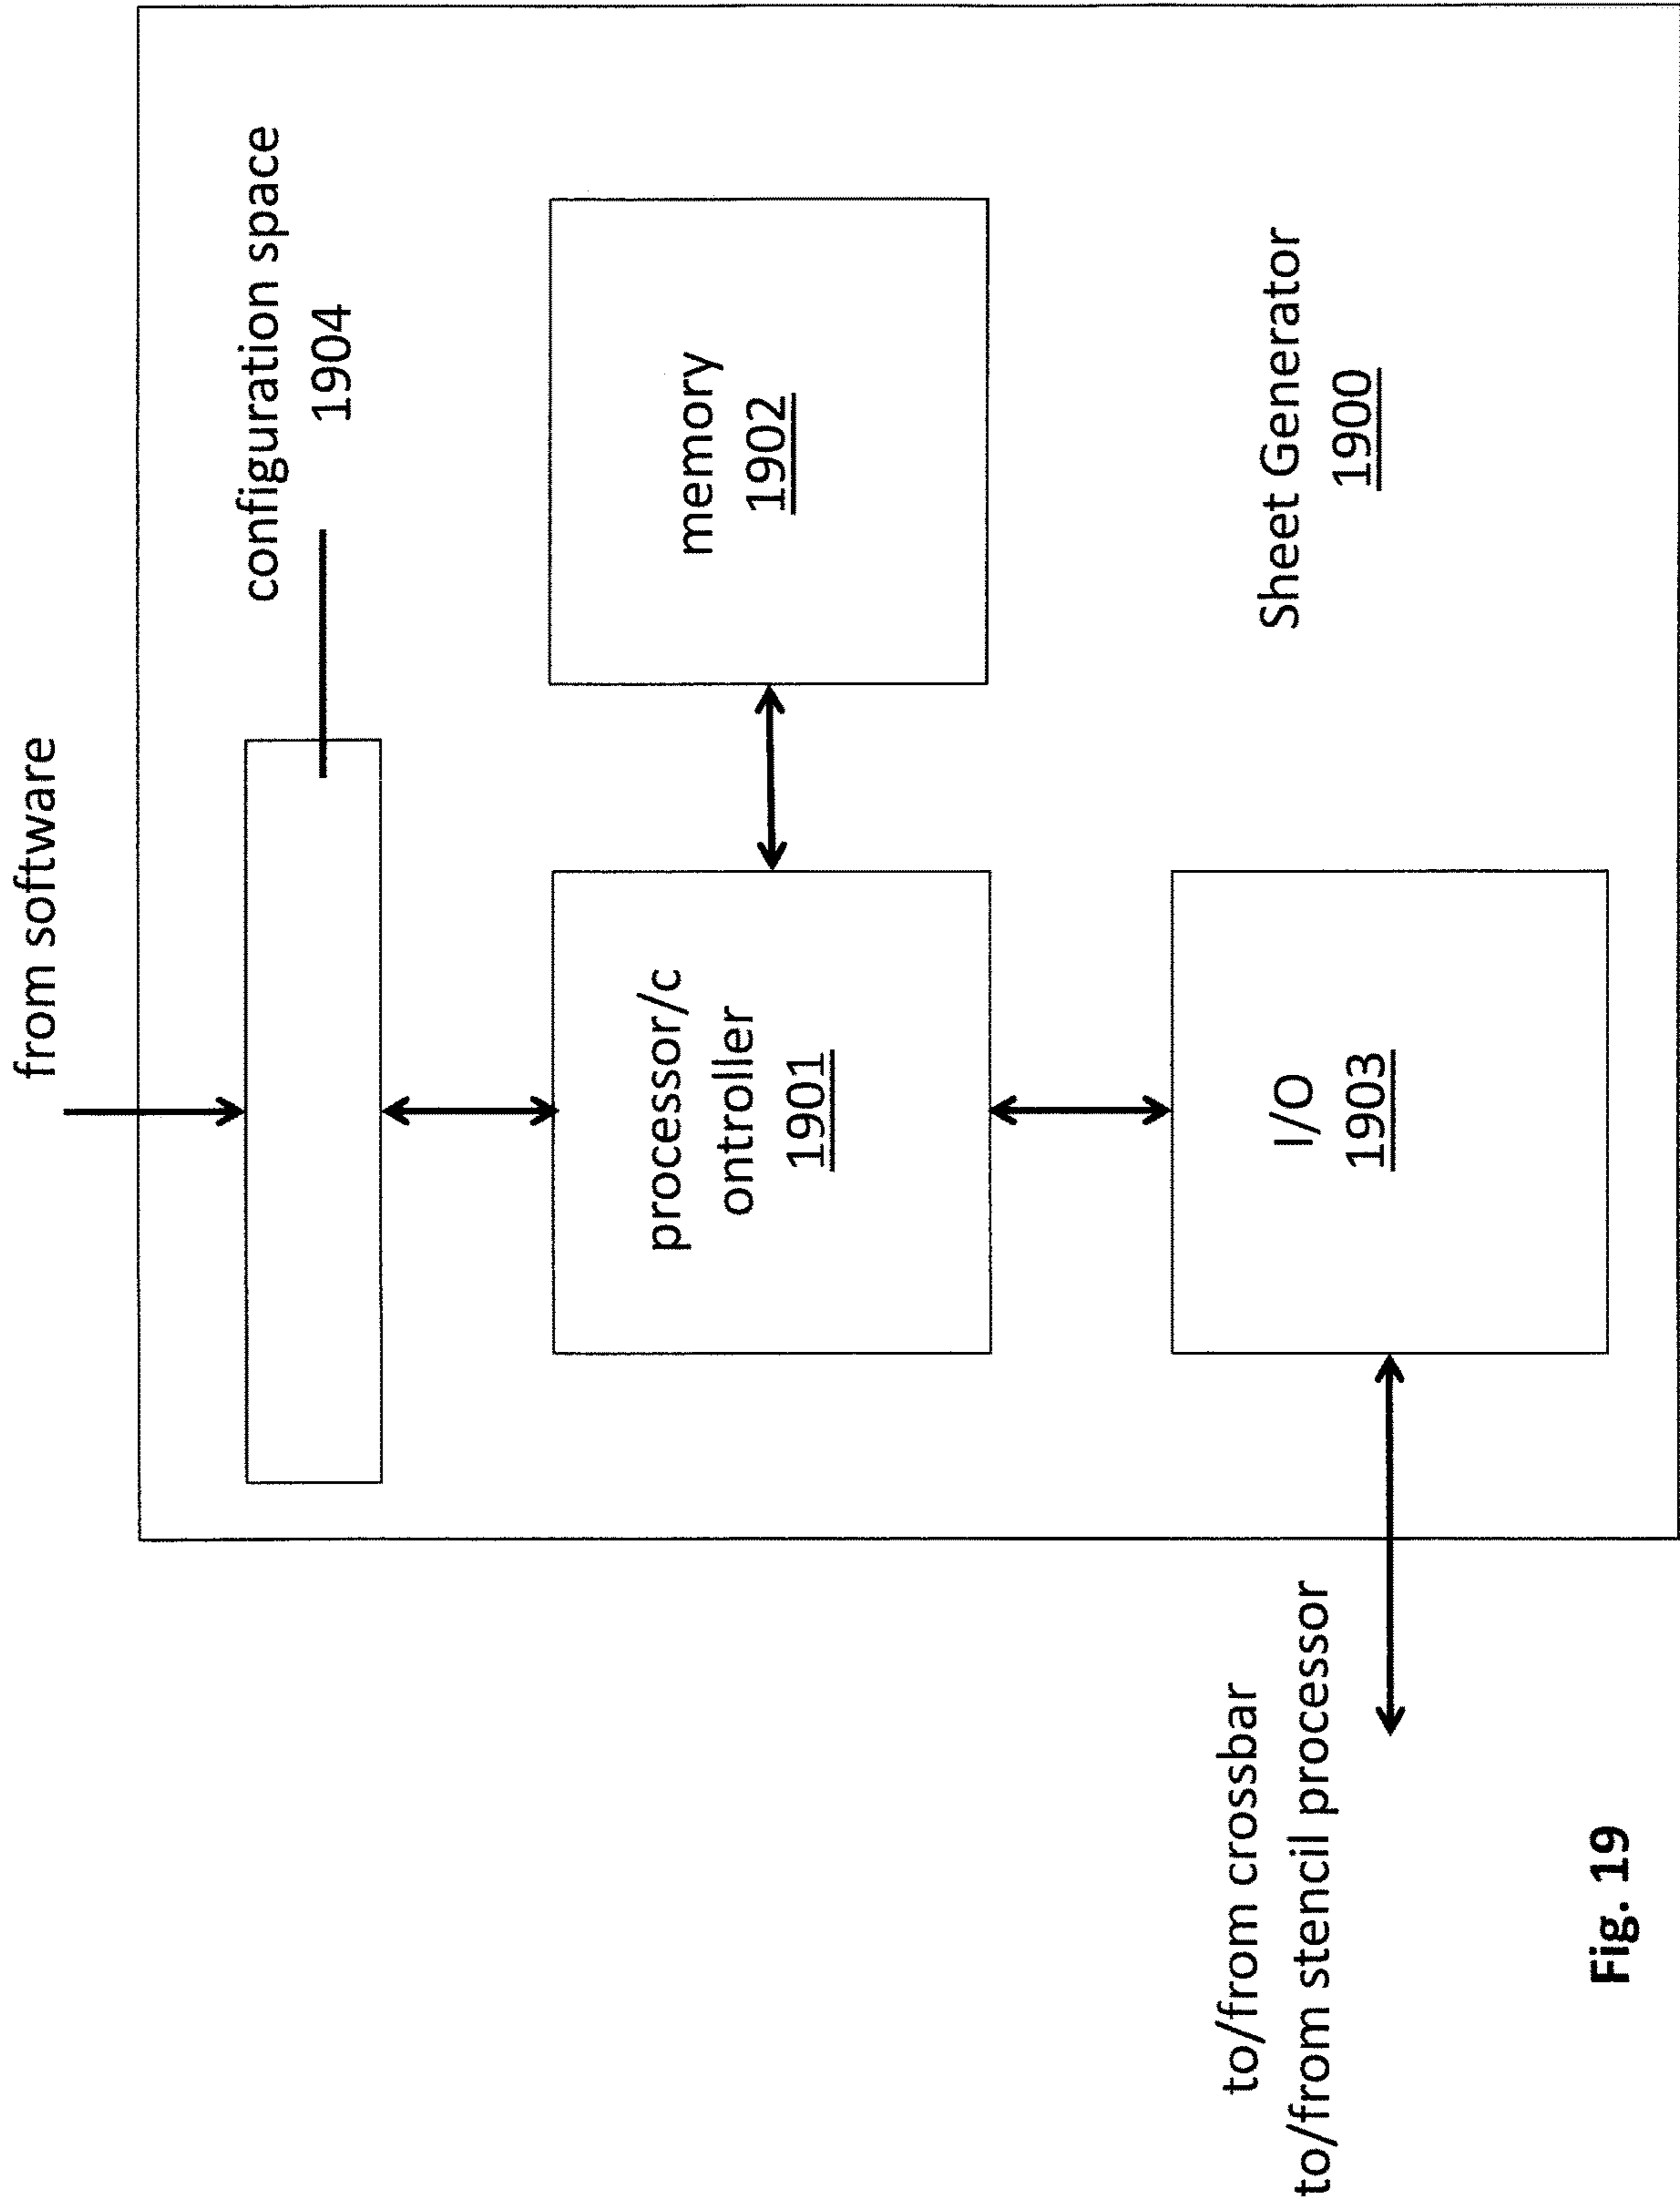 from software
configuration space
1904
processor/c
ontroller
1901
memory
1902
I/O
1903
Sheet Generator
1900
to/from crossbar
to/from stencil processor
Fig. 19